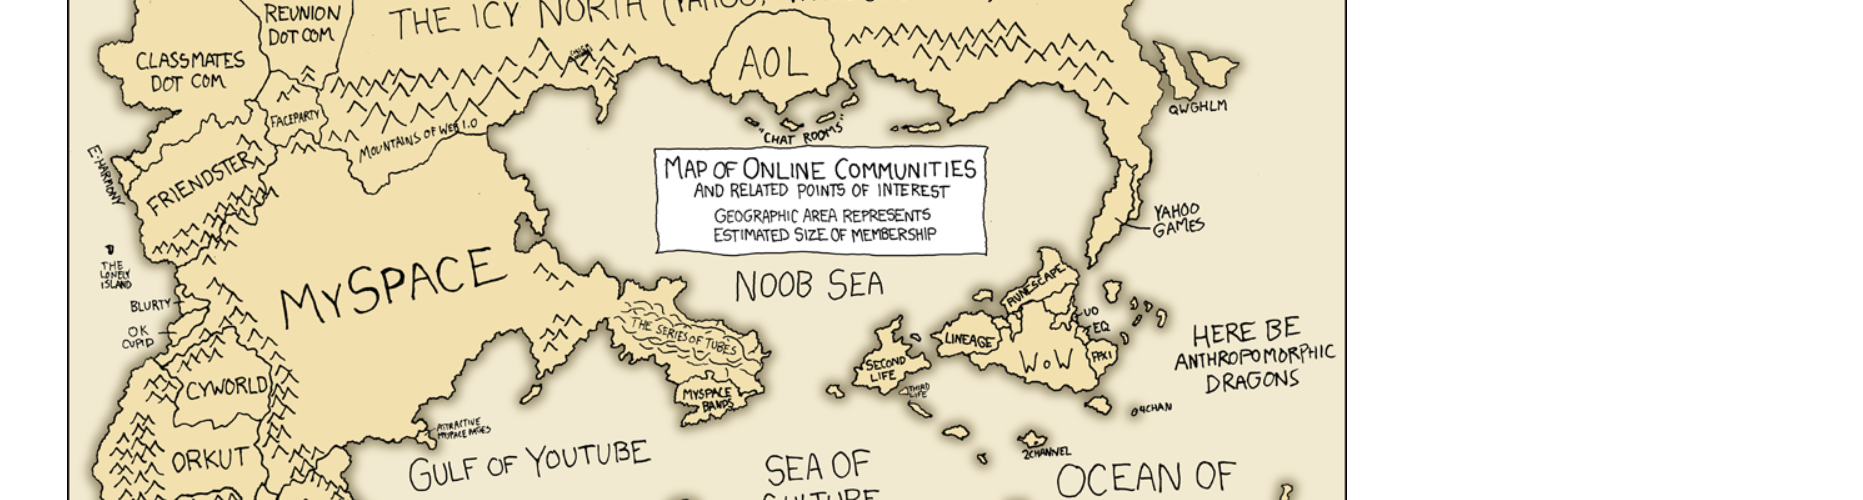 REUNION
DOT COM
THE ICY NORTH (YAHOO,
CLASSMATES
DOT COM
AOL
QWGHLM
FACEPARTY
MOUNTAINS OF WEB 1.0
"CHAT ROOMS"
E-HARMONY
FRIENDSTER
MAP OF ONLINE COMMUNITIES
AND RELATED POINTS OF INTEREST
GEOGRAPHIC AREA REPRESENTS
ESTIMATED SIZE OF MEMBERSHIP
YAHOO
GAMES
THE
LONELY
ISLAND
MYSPACE
NOOB SEA
RUNESCAPE
BLURTY
OK
CUPID
THE SERIES OF TUBES
UO
EQ
LINEAGE
WOW
FFXI
HERE BE
ANTHROPOMORPHIC
DRAGONS
SECOND
LIFE
THIRD
LIFE
CYWORLD
MYSPACE
BANDS
4CHAN
ATTRACTIVE
MYSPACE PAGES
2CHANNEL
ORKUT
GULF OF YOUTUBE
SEA OF
CULTURE
OCEAN OF